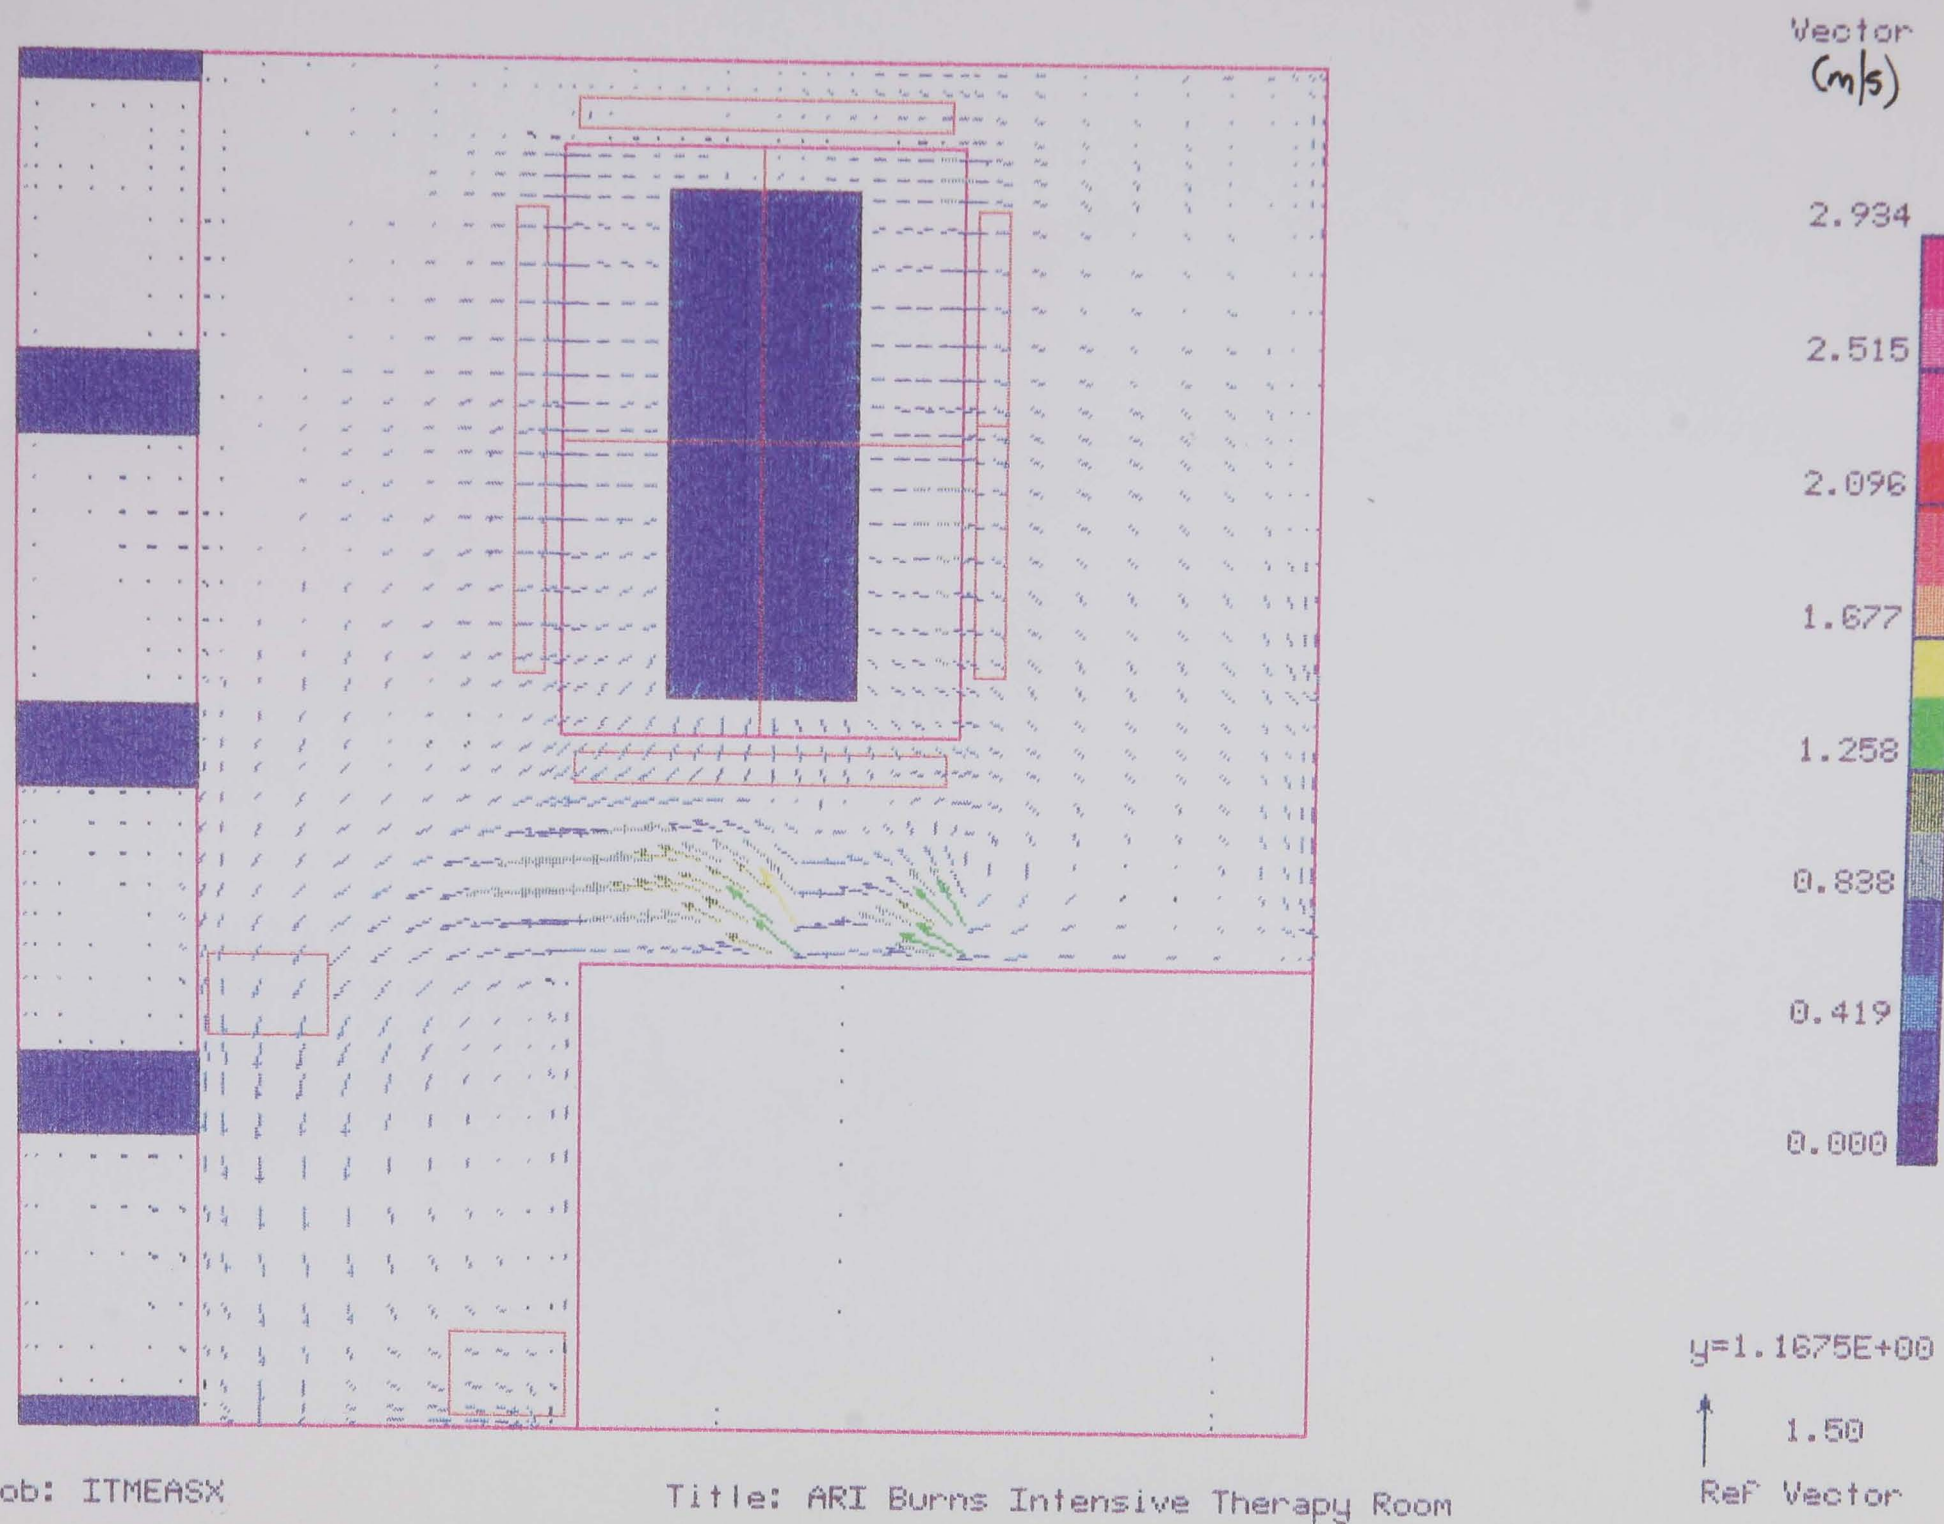 Vector
(m/s)
2.934
2.515
2.096
1.677
1.258
0.838
0.419
0.000
y=1.1675E+00
1.50
Ref Vector
ob: ITMEASX
Title: ARI Burns Intensive Therapy Room